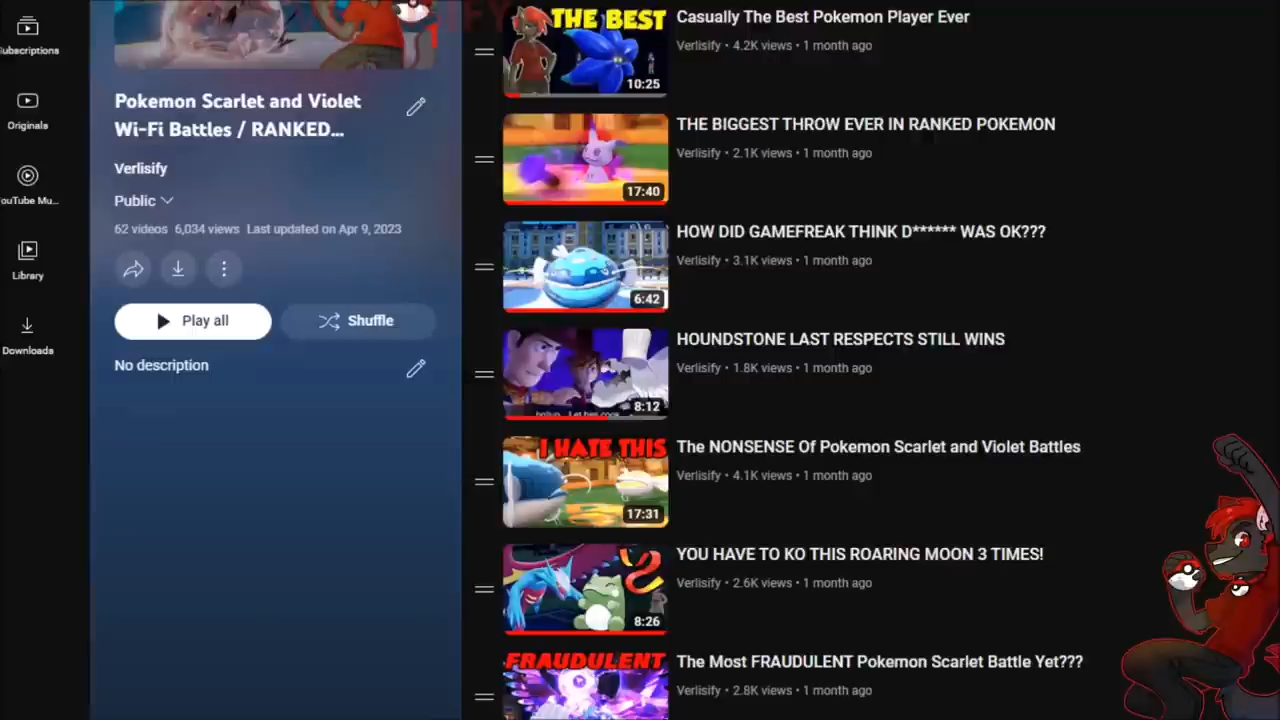 Subscriptions
Originals
YouTube Mu...
Library
Downloads
Pokemon Scarlet and Violet
Wi-Fi Battles / RANKED...
Verlisify
Public
62 videos 6,034 views Last updated on Apr 9, 2023
Play all
Shuffle
No description
THE BEST
10:25
Casually The Best Pokemon Player Ever
Verlisify • 4.2K views • 1 month ago
17:40
THE BIGGEST THROW EVER IN RANKED POKEMON
Verlisify • 2.1K views • 1 month ago
6:42
HOW DID GAMEFREAK THINK D****** WAS OK???
Verlisify • 3.1K views • 1 month ago
8:12
HOUNDSTONE LAST RESPECTS STILL WINS
Verlisify • 1.8K views • 1 month ago
I HATE THIS
17:31
The NONSENSE Of Pokemon Scarlet and Violet Battles
Verlisify • 4.1K views • 1 month ago
8:26
YOU HAVE TO KO THIS ROARING MOON 3 TIMES!
Verlisify • 2.6K views • 1 month ago
FRAUDULENT
The Most FRAUDULENT Pokemon Scarlet Battle Yet???
Verlisify • 2.8K views • 1 month ago